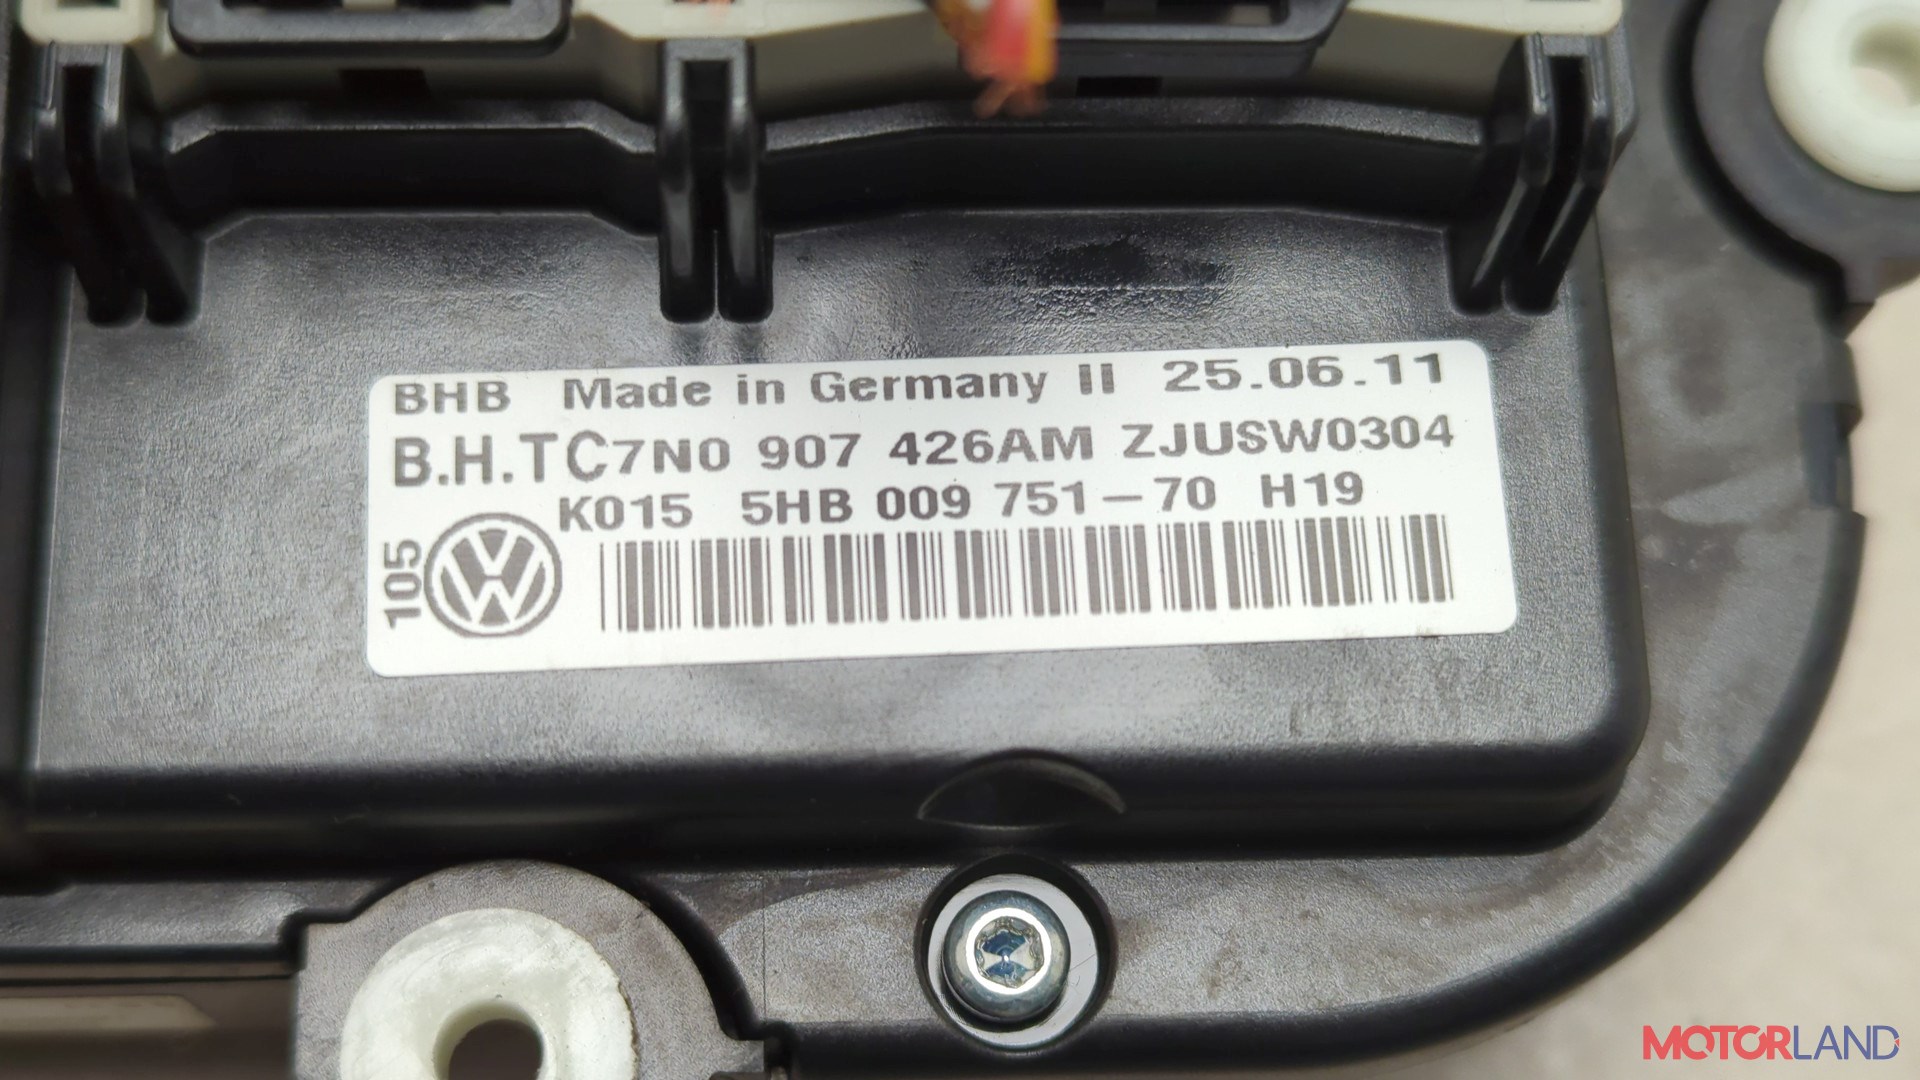 BHB Made in Germany II 25.06.11
B.H.TC7N0 907 426AM ZJUSW0304
K015 5HB 009 751-70 H19
105
MOTORLAND